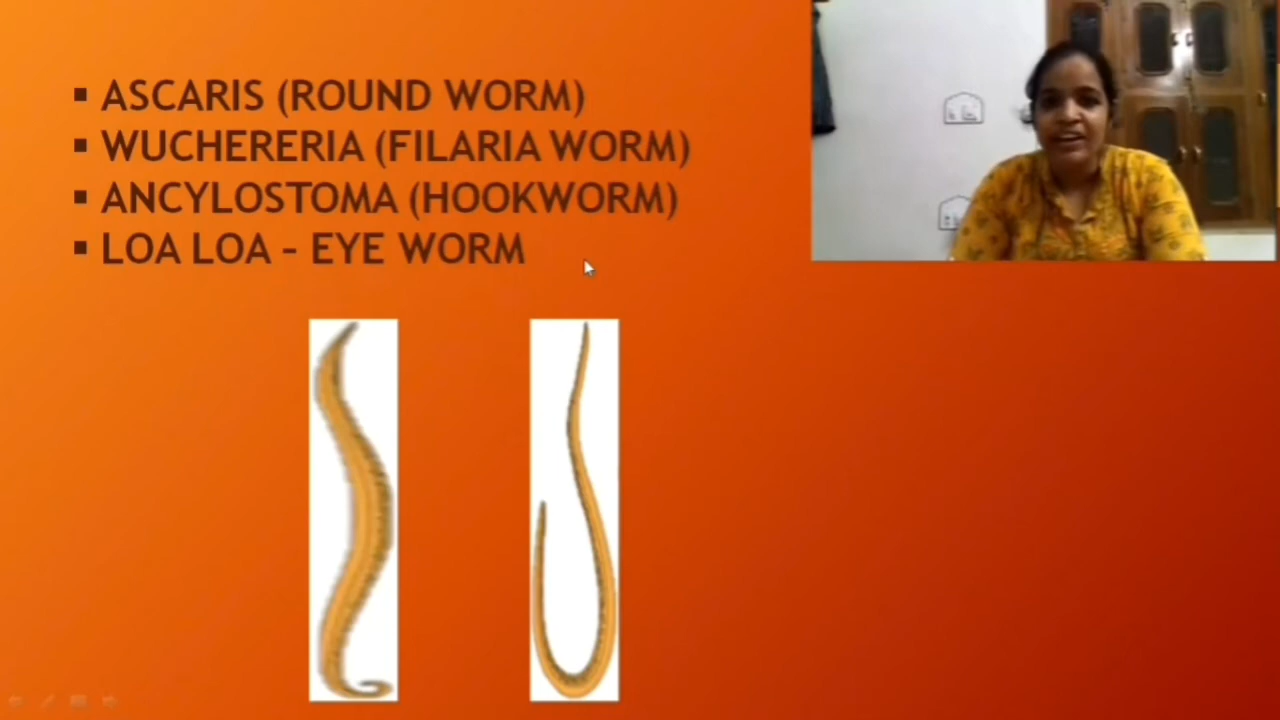 ▪ ASCARIS (ROUND WORM)
▪ WUCHERERIA (FILARIA WORM)
▪ ANCYLOSTOMA (HOOKWORM)
▪ LOA LOA – EYE WORM